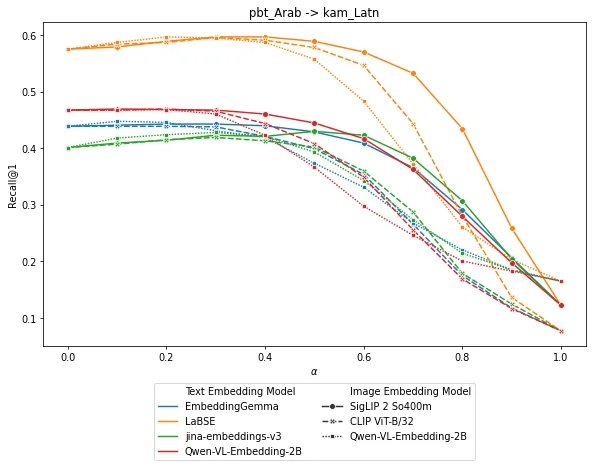 pbt_Arab -> kam_Latn
0.6
0.5
0.4
0.3
0.2
0.1
Recall@1
0.0 0.2 0.4 0.6 0.8 1.0
α
Text Embedding Model Image Embedding Model
EmbeddingGemma SigLIP 2 So400m
LaBSE CLIP ViT-B/32
jina-embeddings-v3 Qwen-VL-Embedding-2B
Qwen-VL-Embedding-2B